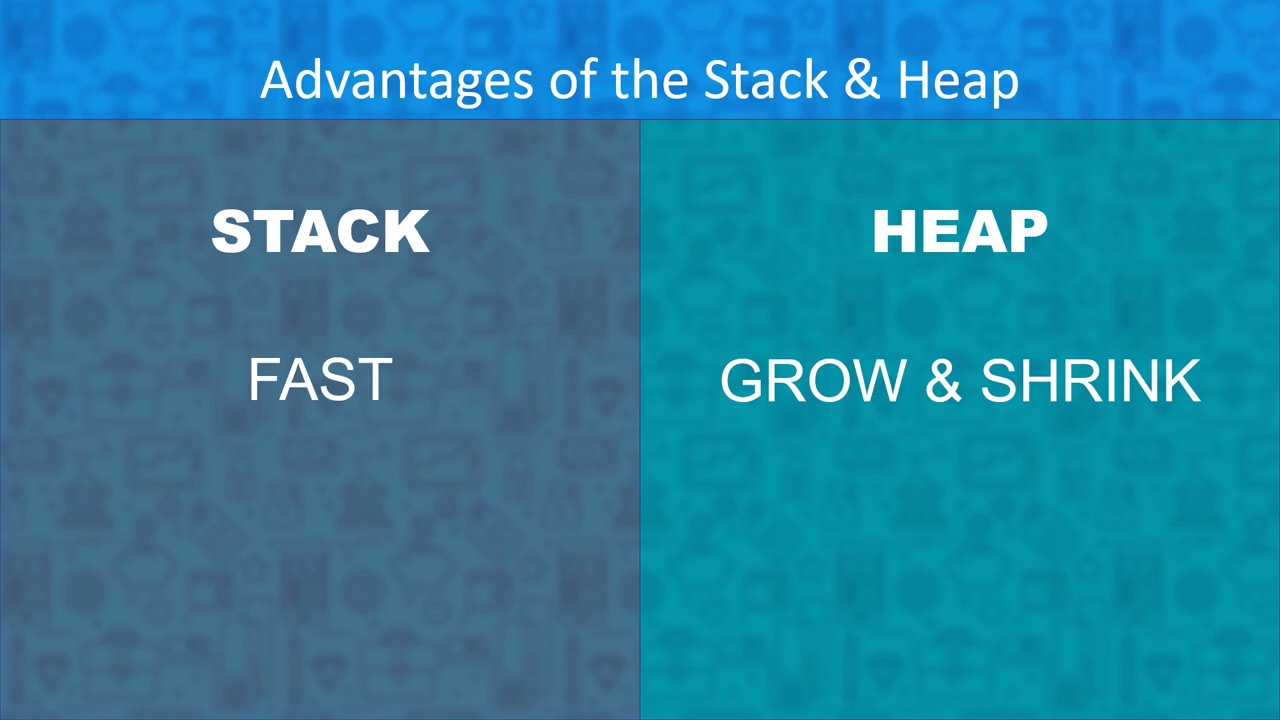 Advantages of the Stack & Heap
STACK
FAST
HEAP
GROW & SHRINK